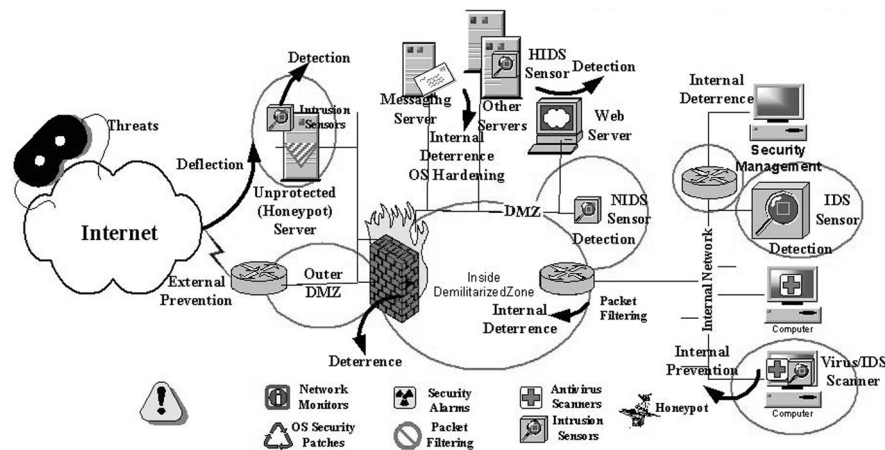 Threats
Internet
Deflection
Detection
Intrusion
Sensors
Unprotected
(Honeypot)
Server
External
Prevention
Outer
DMZ
Deterrence
Messaging
Server
Other
Servers
HIDS
Sensor
Detection
Internal
Deterrence
OS Hardening
Web
Server
DMZ
NIDS
Sensor
Detection
Inside
DemilitarizedZone
Internal
Deterrence
Packet
Filtering
Internal Network
Internal
Deterrence
Security
Management
IDS
Sensor
Detection
Computer
Internal
Prevention
Virus/IDS
Scanner
Computer
!
Network
Monitors
Security
Alarms
Antivirus
Scanners
Honeypot
OS Security
Patches
Packet
Filtering
Intrusion
Sensors